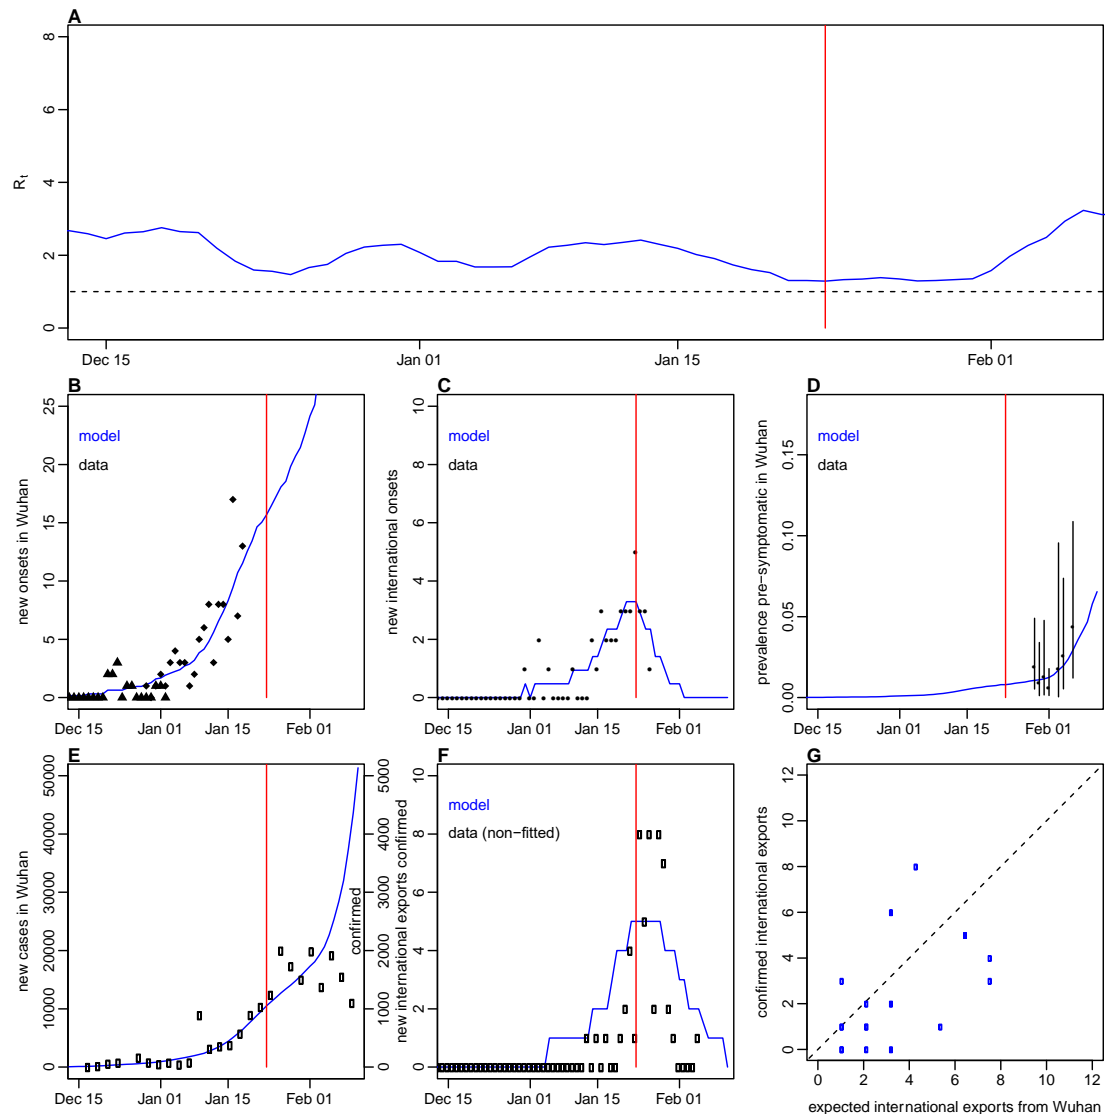 A
8
6
4
2
0
Rt
Dec 15 Jan 01 Jan 15 Feb 01
B
25
20
15
10
5
0
new onsets in Wuhan
model
data
Dec 15 Jan 01 Jan 15 Feb 01
C
10
8
6
4
2
0
new international onsets
model
data
Dec 15 Jan 01 Jan 15 Feb 01
D
0.15
0.10
0.05
0.00
prevalence pre−symptomatic in Wuhan
model
data
Dec 15 Jan 01 Jan 15 Feb 01
E
50000
40000
30000
20000
10000
0
new cases in Wuhan
5000
4000
3000
2000
1000
0
confirmed
Dec 15 Jan 01 Jan 15 Feb 01
F
10
8
6
4
2
0
new international exports confirmed
model
data (non−fitted)
Dec 15 Jan 01 Jan 15 Feb 01
G
12
10
8
6
4
2
0
confirmed international exports
0 2 4 6 8 10 12
expected international exports from Wuhan